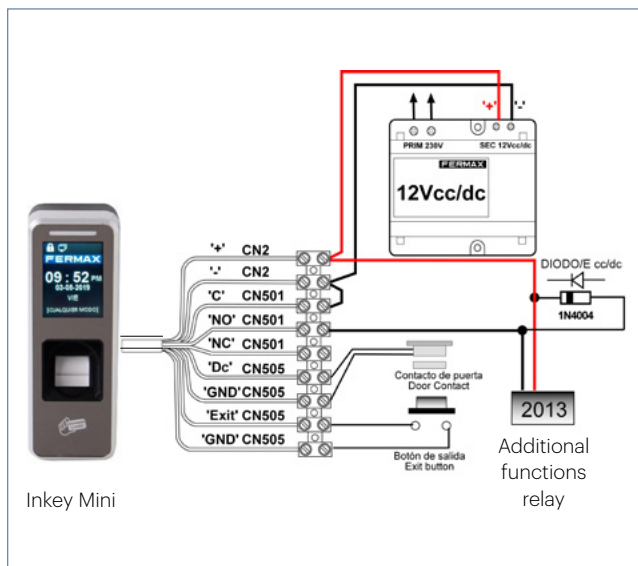 '+' '-'
PRIM 230V SEC 12Vcc/dc
FERMAX
12Vcc/dc
FERMAX
09 : 52 PM
03-05-2019
VIE
[CUALQUIER MODO]
'+' CN2
'-' CN2
'C' CN501
'NO' CN501
'NC' CN501
'Dc' CN505
'GND' CN505
'Exit' CN505
'GND' CN505
Contacto de puerta
Door Contact
Botón de salida
Exit button
DIODO/E cc/dc
1N4004
2013
Additional
functions
relay
Inkey Mini